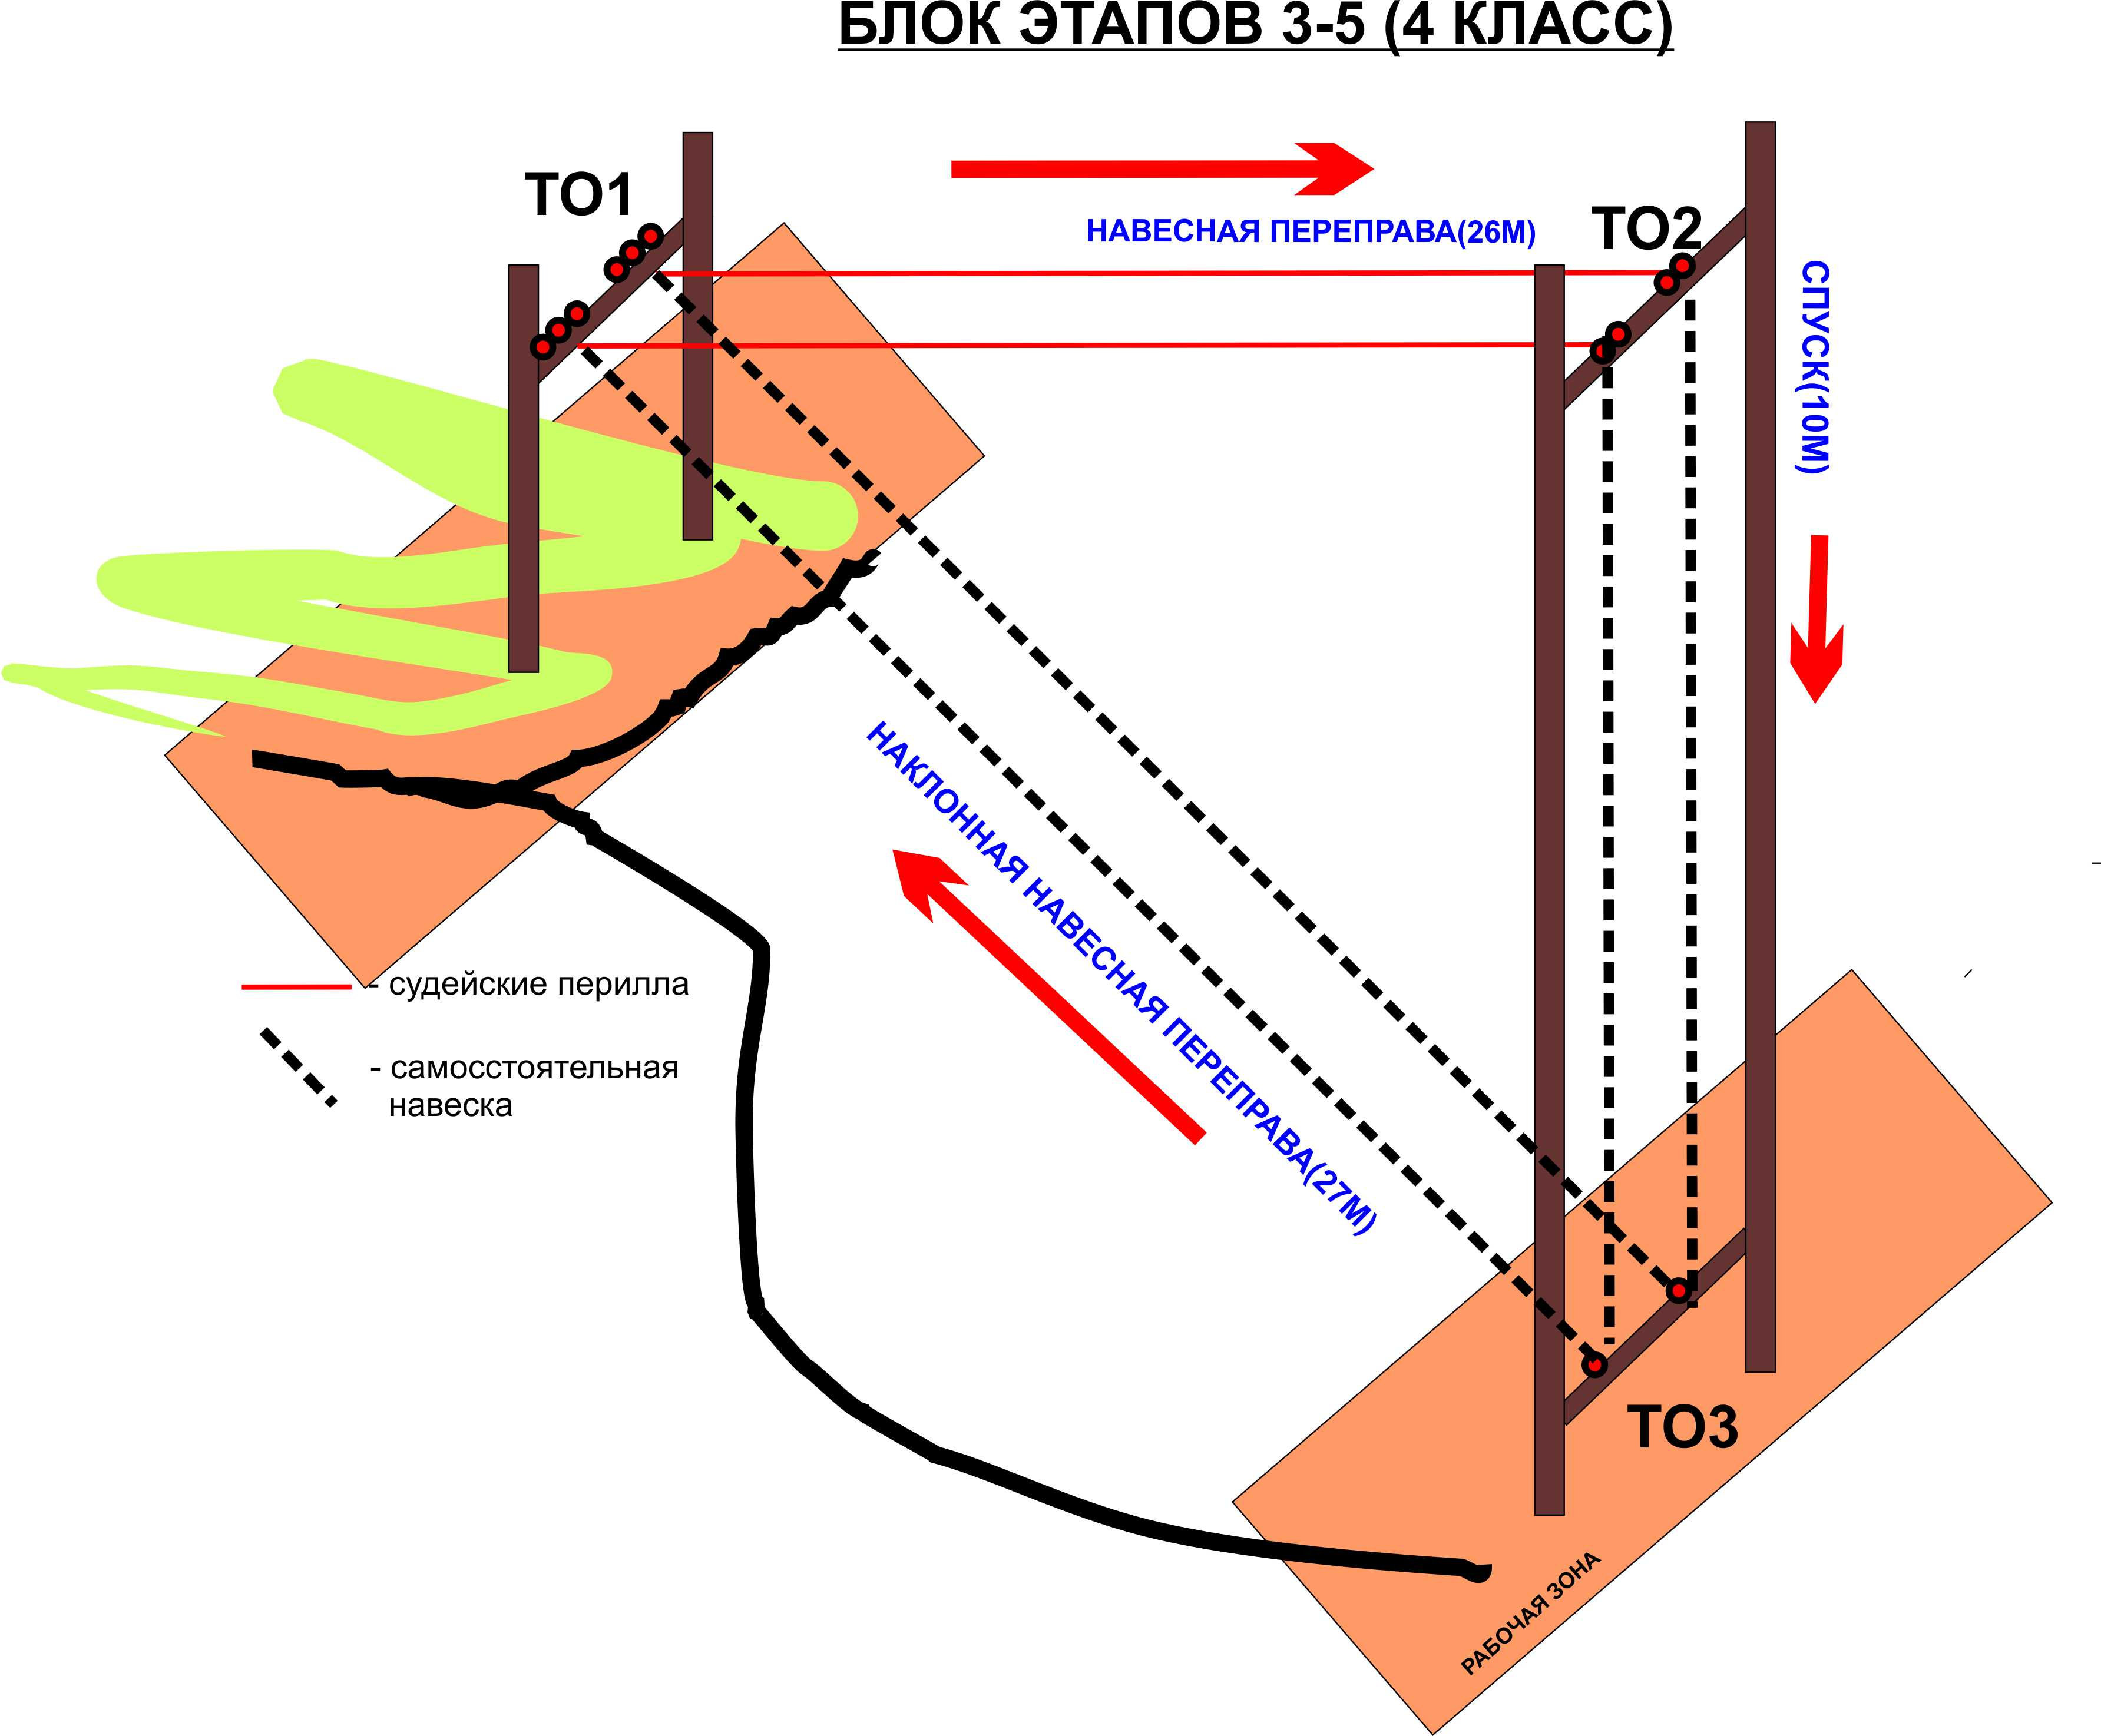 БЛОК ЭТАПОВ 3-5 (4 КЛАСС)
ТО1
НАВЕСНАЯ ПЕРЕПРАВА(26М)
ТО2
СПУСК(10М)
НАКЛОННАЯ НАВЕСНАЯ ПЕРЕПРАВА(27М)
- судейские перилла
- самосстоятельная
навеска
ТО3
РАБОЧАЯ ЗОНА